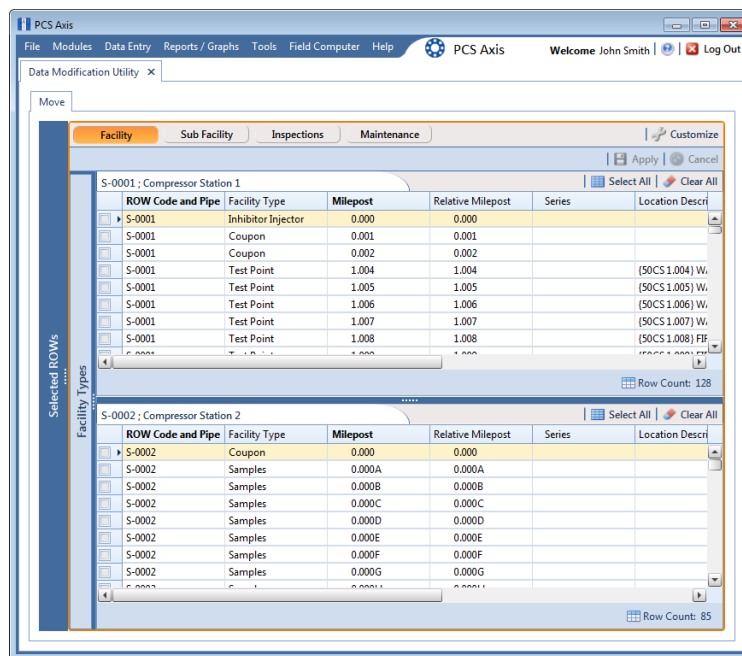 PCS Axis
File Modules Data Entry Reports / Graphs Tools Field Computer Help PCS Axis Welcome John Smith Log Out
Data Modification Utility
Move
Facility Sub Facility Inspections Maintenance Customize
Apply Cancel
Selected ROWs
Facility Types
S-0001 ; Compressor Station 1 Select All Clear All
ROW Code and Pipe Facility Type Milepost Relative Milepost Series Location Descri
S-0001 Inhibitor Injector 0.000 0.000
S-0001 Coupon 0.001 0.001
S-0001 Coupon 0.002 0.002
S-0001 Test Point 1.004 1.004 {50CS 1.004} W
S-0001 Test Point 1.005 1.005 {50CS 1.005} W
S-0001 Test Point 1.006 1.006 {50CS 1.006} W
S-0001 Test Point 1.007 1.007 {50CS 1.007} W
S-0001 Test Point 1.008 1.008 {50CS 1.008} FIF
Row Count: 128
S-0002 ; Compressor Station 2 Select All Clear All
ROW Code and Pipe Facility Type Milepost Relative Milepost Series Location Descri
S-0002 Coupon 0.000 0.000
S-0002 Samples 0.000A 0.000A
S-0002 Samples 0.000B 0.000B
S-0002 Samples 0.000C 0.000C
S-0002 Samples 0.000D 0.000D
S-0002 Samples 0.000E 0.000E
S-0002 Samples 0.000F 0.000F
S-0002 Samples 0.000G 0.000G
Row Count: 85